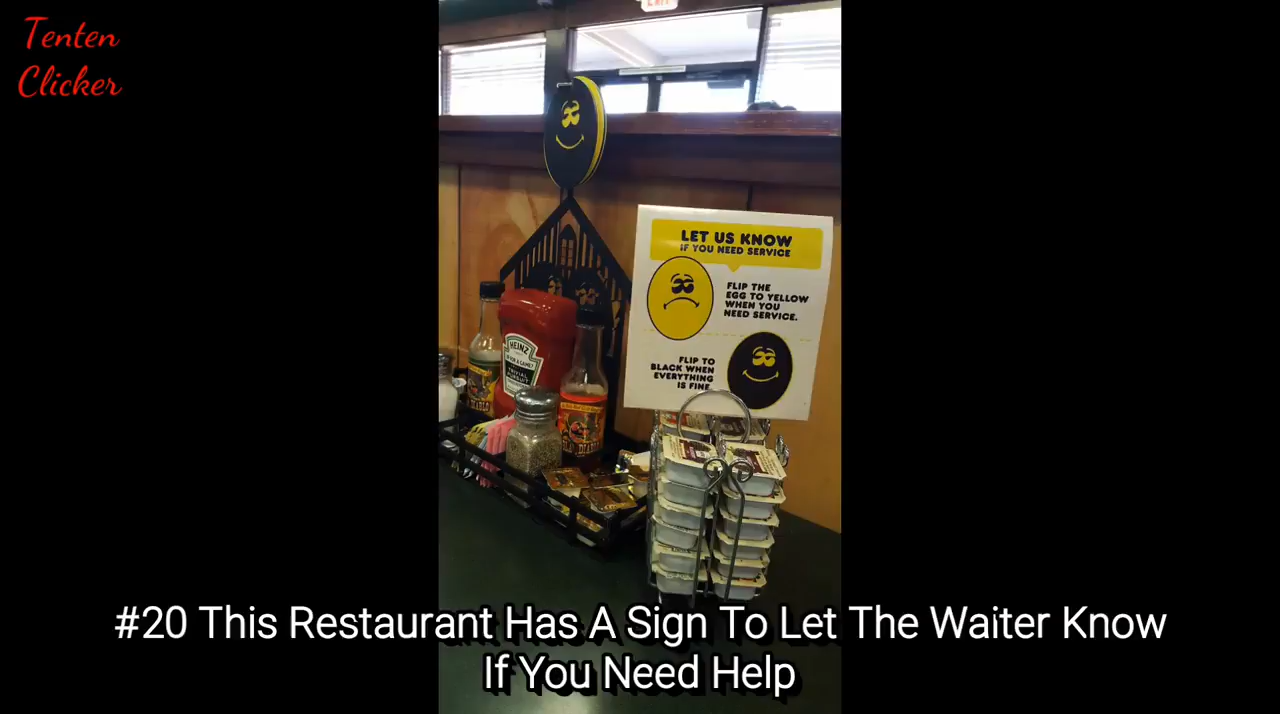 Tenten
Clicker
LET US KNOW
IF YOU NEED SERVICE
FLIP THE
EGG TO YELLOW
WHEN YOU
NEED SERVICE.
FLIP TO
BLACK WHEN
EVERYTHING
IS FINE
HEINZ
#20 This Restaurant Has A Sign To Let The Waiter Know
If You Need Help